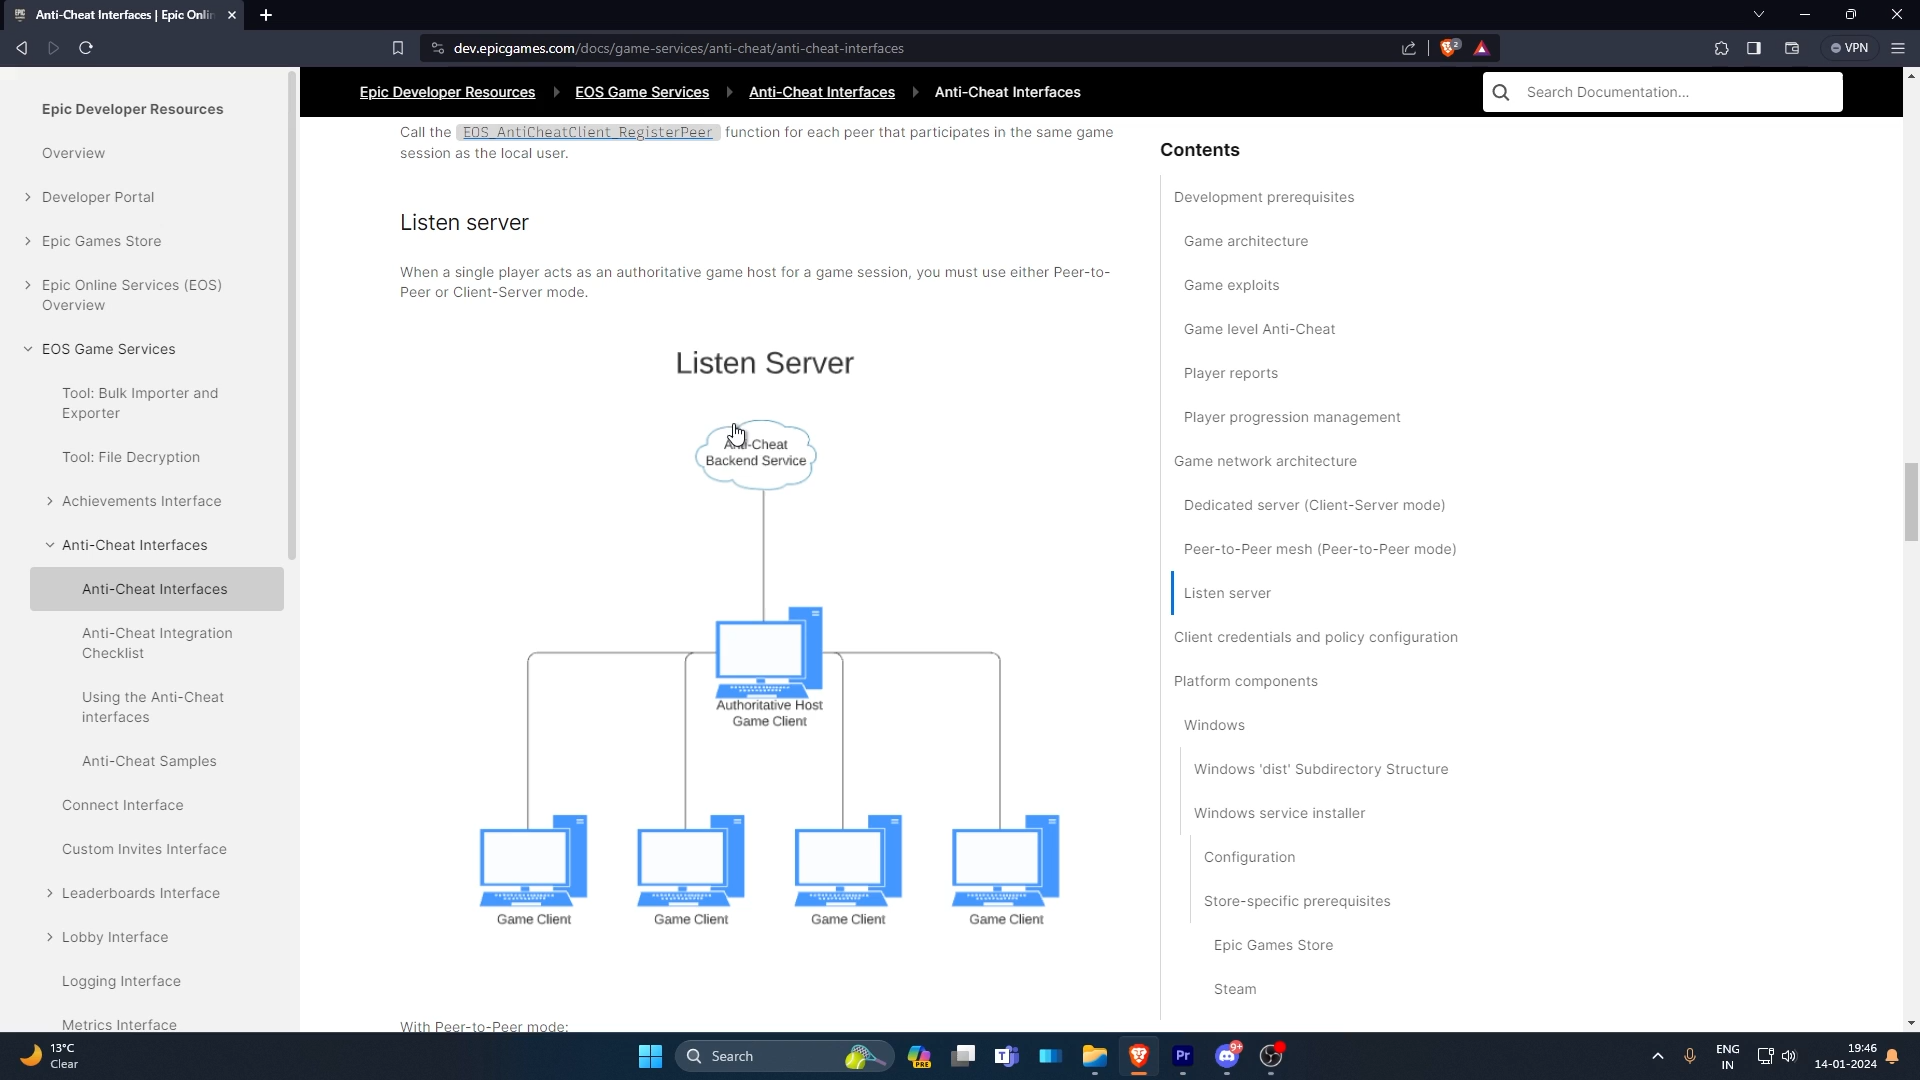 Anti-Cheat Interfaces | Epic Onlin
dev.epicgames.com/docs/game-services/anti-cheat/anti-cheat-interfaces
2
VPN
Epic Developer Resources
Overview
Developer Portal
Epic Games Store
Epic Online Services (EOS)
Overview
EOS Game Services
Tool: Bulk Importer and
Exporter
Tool: File Decryption
Achievements Interface
Anti-Cheat Interfaces
Anti-Cheat Interfaces
Anti-Cheat Integration
Checklist
Using the Anti-Cheat
interfaces
Anti-Cheat Samples
Connect Interface
Custom Invites Interface
Leaderboards Interface
Lobby Interface
Logging Interface
Metrics Interface
Epic Developer Resources EOS Game Services Anti-Cheat Interfaces Anti-Cheat Interfaces
Search Documentation...
Call the EOS_AntiCheatClient_RegisterPeer function for each peer that participates in the same game
session as the local user.
Listen server
When a single player acts as an authoritative game host for a game session, you must use either Peer-to-
Peer or Client-Server mode.
Listen Server
Anti-Cheat
Backend Service
Authoritative Host
Game Client
Game Client
Game Client
Game Client
Game Client
With Peer-to-Peer mode:
Contents
Development prerequisites
Game architecture
Game exploits
Game level Anti-Cheat
Player reports
Player progression management
Game network architecture
Dedicated server (Client-Server mode)
Peer-to-Peer mesh (Peer-to-Peer mode)
Listen server
Client credentials and policy configuration
Platform components
Windows
Windows 'dist' Subdirectory Structure
Windows service installer
Configuration
Store-specific prerequisites
Epic Games Store
Steam
13°C
Clear
Search
PRE
Pr
9+
ENG
IN
19:46
14-01-2024